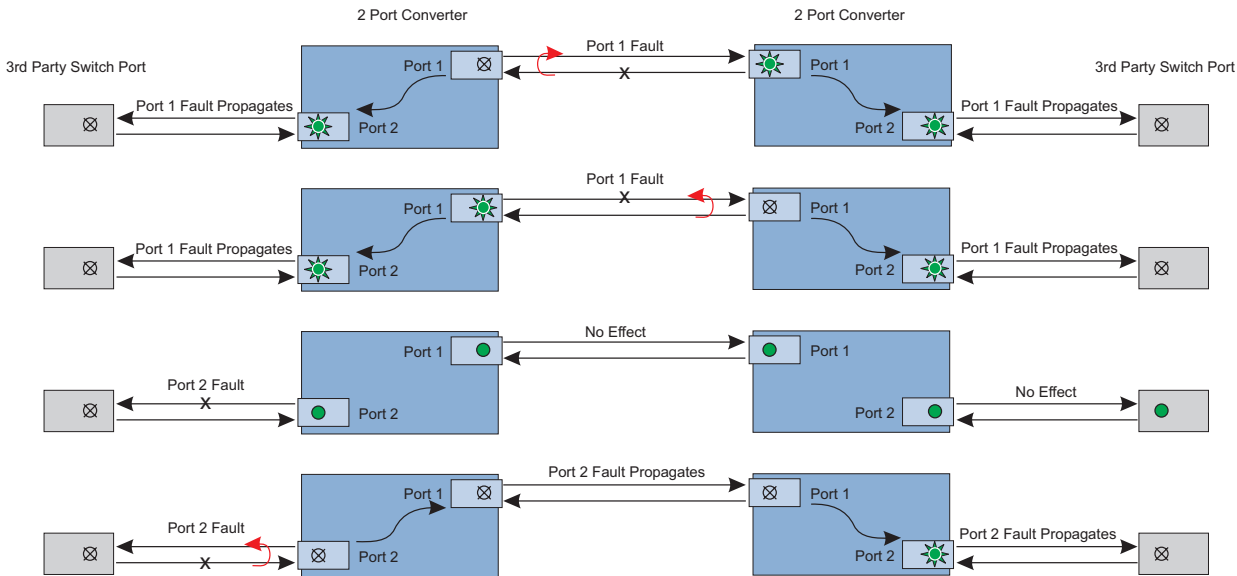 2 Port Converter
2 Port Converter
3rd Party Switch Port
3rd Party Switch Port
Port 1 Fault
X
Port 1
Port 1
Port 1 Fault Propagates
Port 1 Fault Propagates
Port 2
Port 2
Port 1 Fault
X
Port 1
Port 1
Port 1 Fault Propagates
Port 1 Fault Propagates
Port 2
Port 2
No Effect
Port 1
Port 1
Port 2 Fault
X
No Effect
Port 2
Port 2
Port 2 Fault Propagates
Port 1
Port 1
Port 2 Fault
X
Port 2 Fault Propagates
Port 2
Port 2